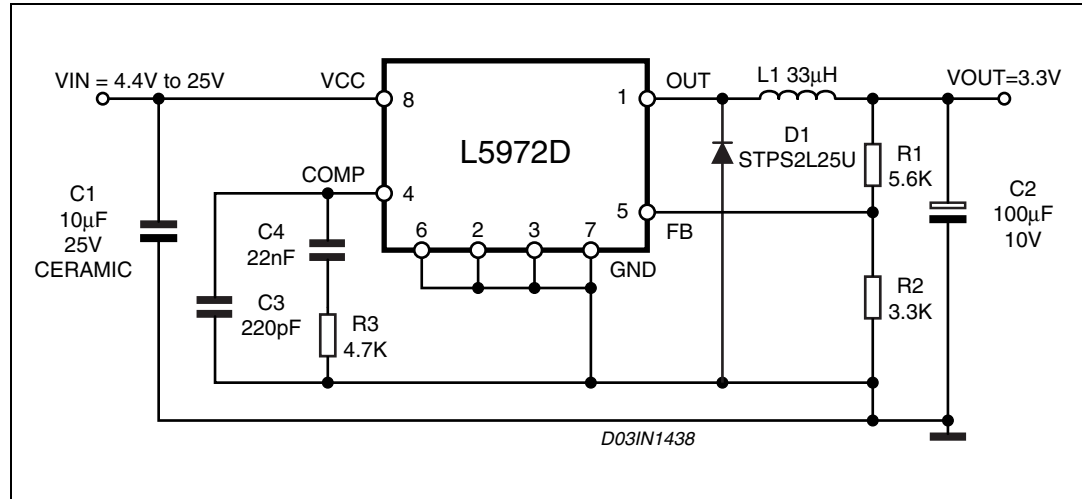 VIN = 4.4V to 25V
VCC
8
1
OUT
L1 33μH
VOUT=3.3V
L5972D
D1
STPS2L25U
R1
5.6K
COMP
4
5
FB
C1
10μF
25V
CERAMIC
C4
22nF
6
2
3
7
GND
C2
100μF
10V
C3
220pF
R3
4.7K
R2
3.3K
D03IN1438